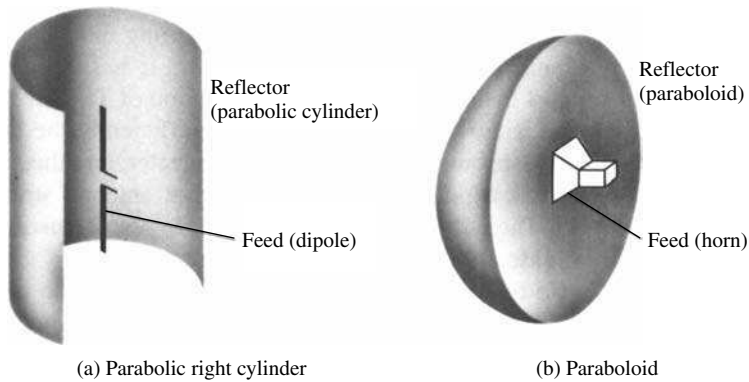 Reflector
(parabolic cylinder)
Feed (dipole)
(a) Parabolic right cylinder
Reflector
(paraboloid)
Feed (horn)
(b) Paraboloid